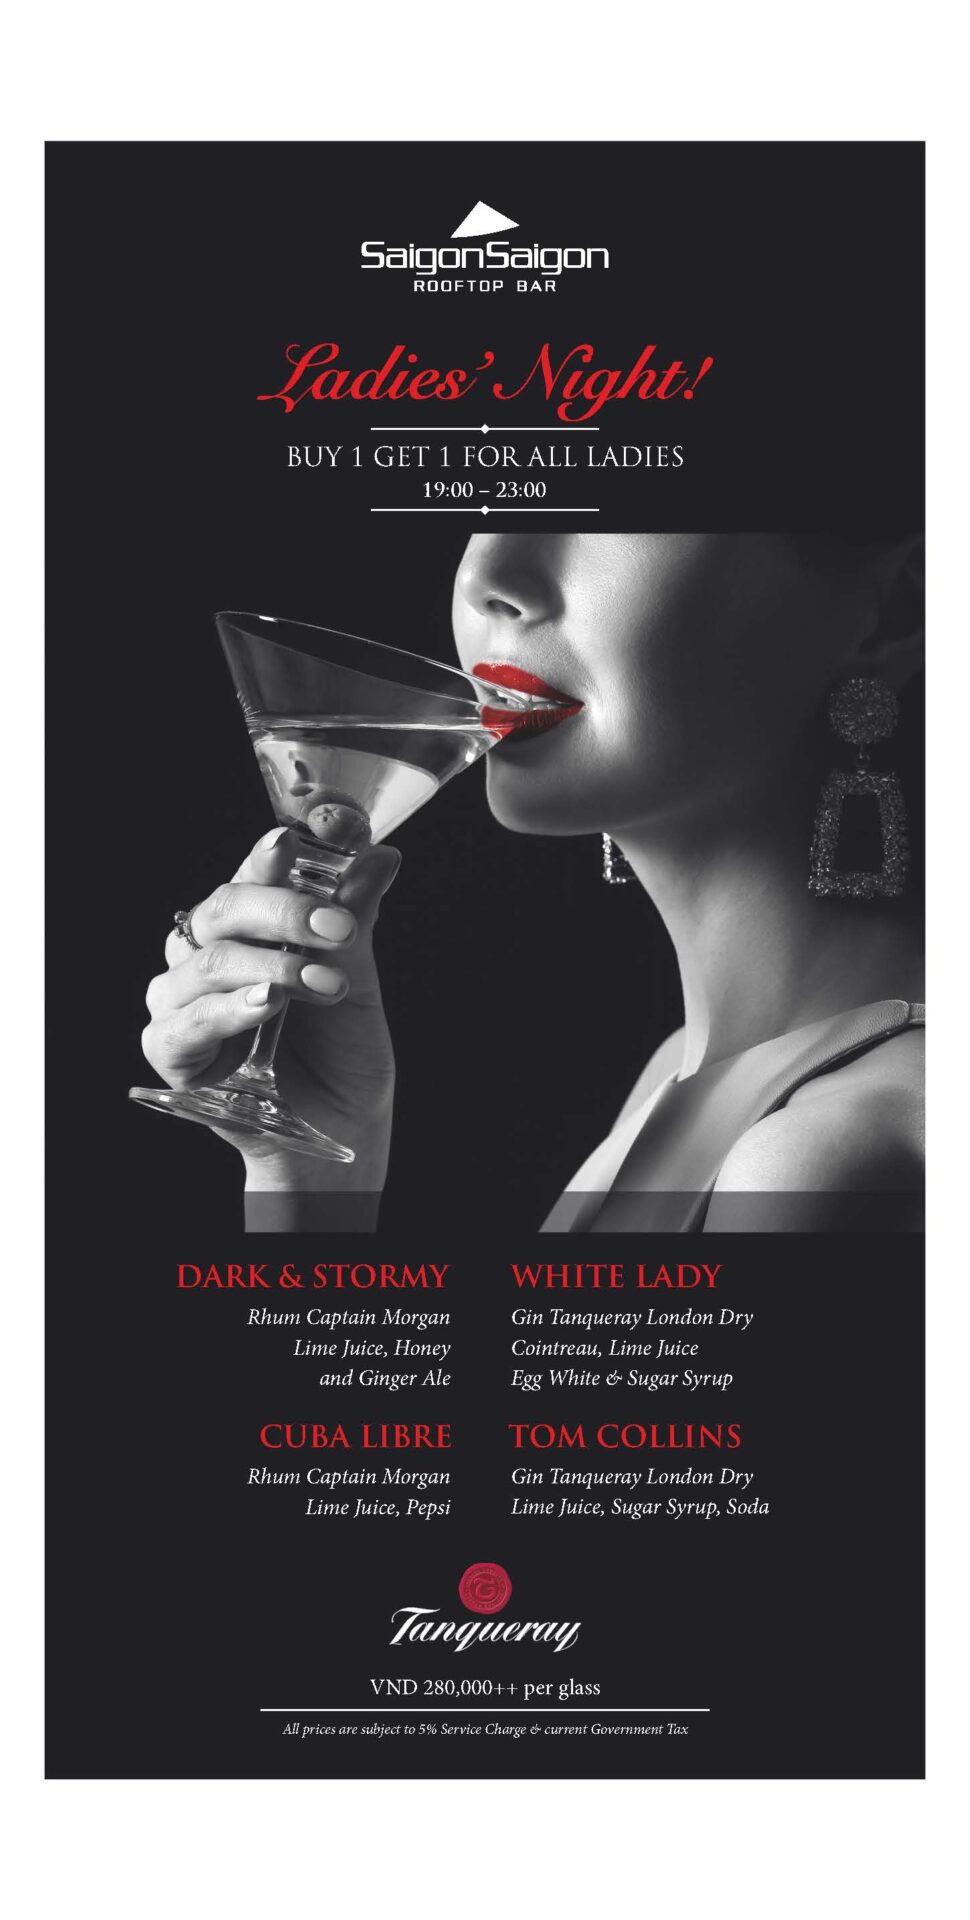 SaigonSaigon
ROOFTOP BAR
Ladies' Night!
BUY 1 GET 1 FOR ALL LADIES
19:00 – 23:00
DARK & STORMY
Rhum Captain Morgan
Lime Juice, Honey
and Ginger Ale
WHITE LADY
Gin Tanqueray London Dry
Cointreau, Lime Juice
Egg White & Sugar Syrup
CUBA LIBRE
Rhum Captain Morgan
Lime Juice, Pepsi
TOM COLLINS
Gin Tanqueray London Dry
Lime Juice, Sugar Syrup, Soda
Tanqueray
VND 280,000++ per glass
All prices are subject to 5% Service Charge & current Government Tax